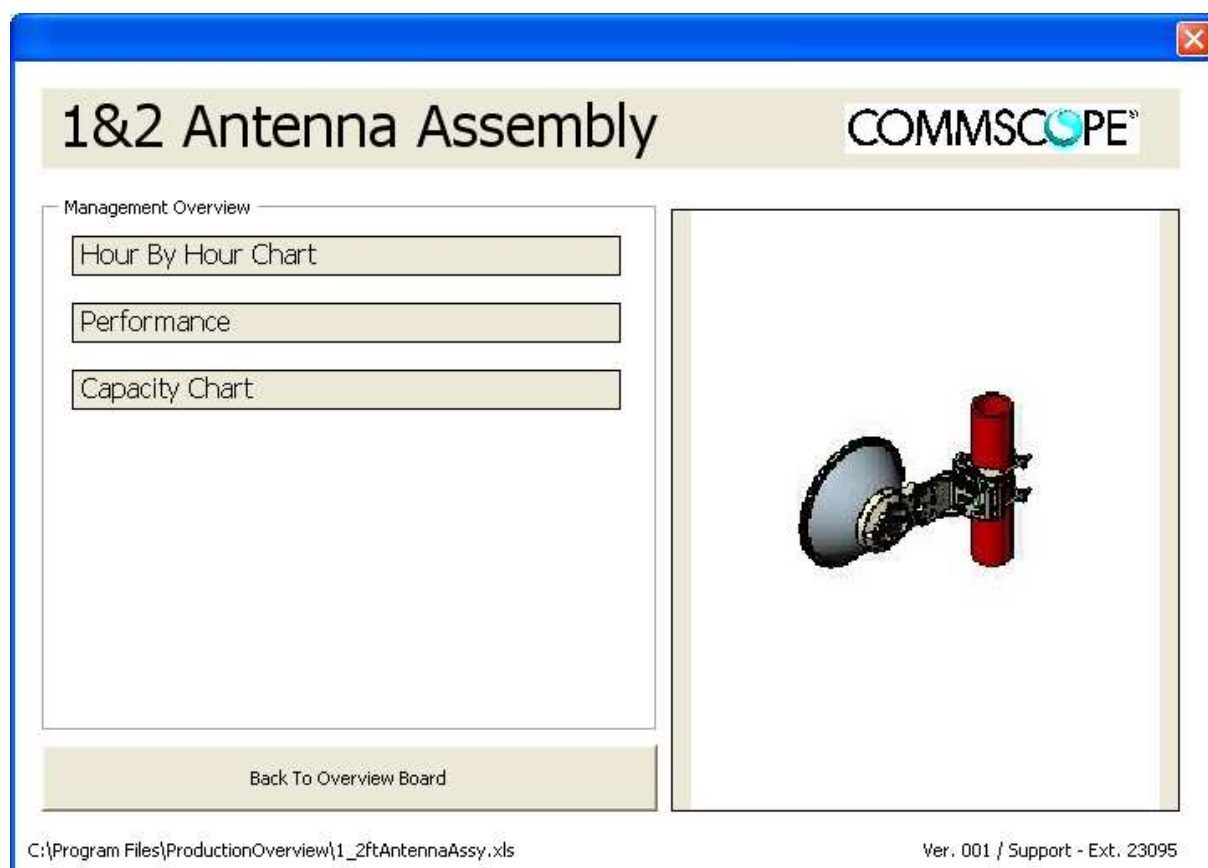 1&2 Antenna Assembly
COMMSCOPE®
Management Overview
Hour By Hour Chart
Performance
Capacity Chart
Back To Overview Board
C:\Program Files\ProductionOverview\1_2ftAntennaAssy.xls
Ver. 001 / Support - Ext. 23095